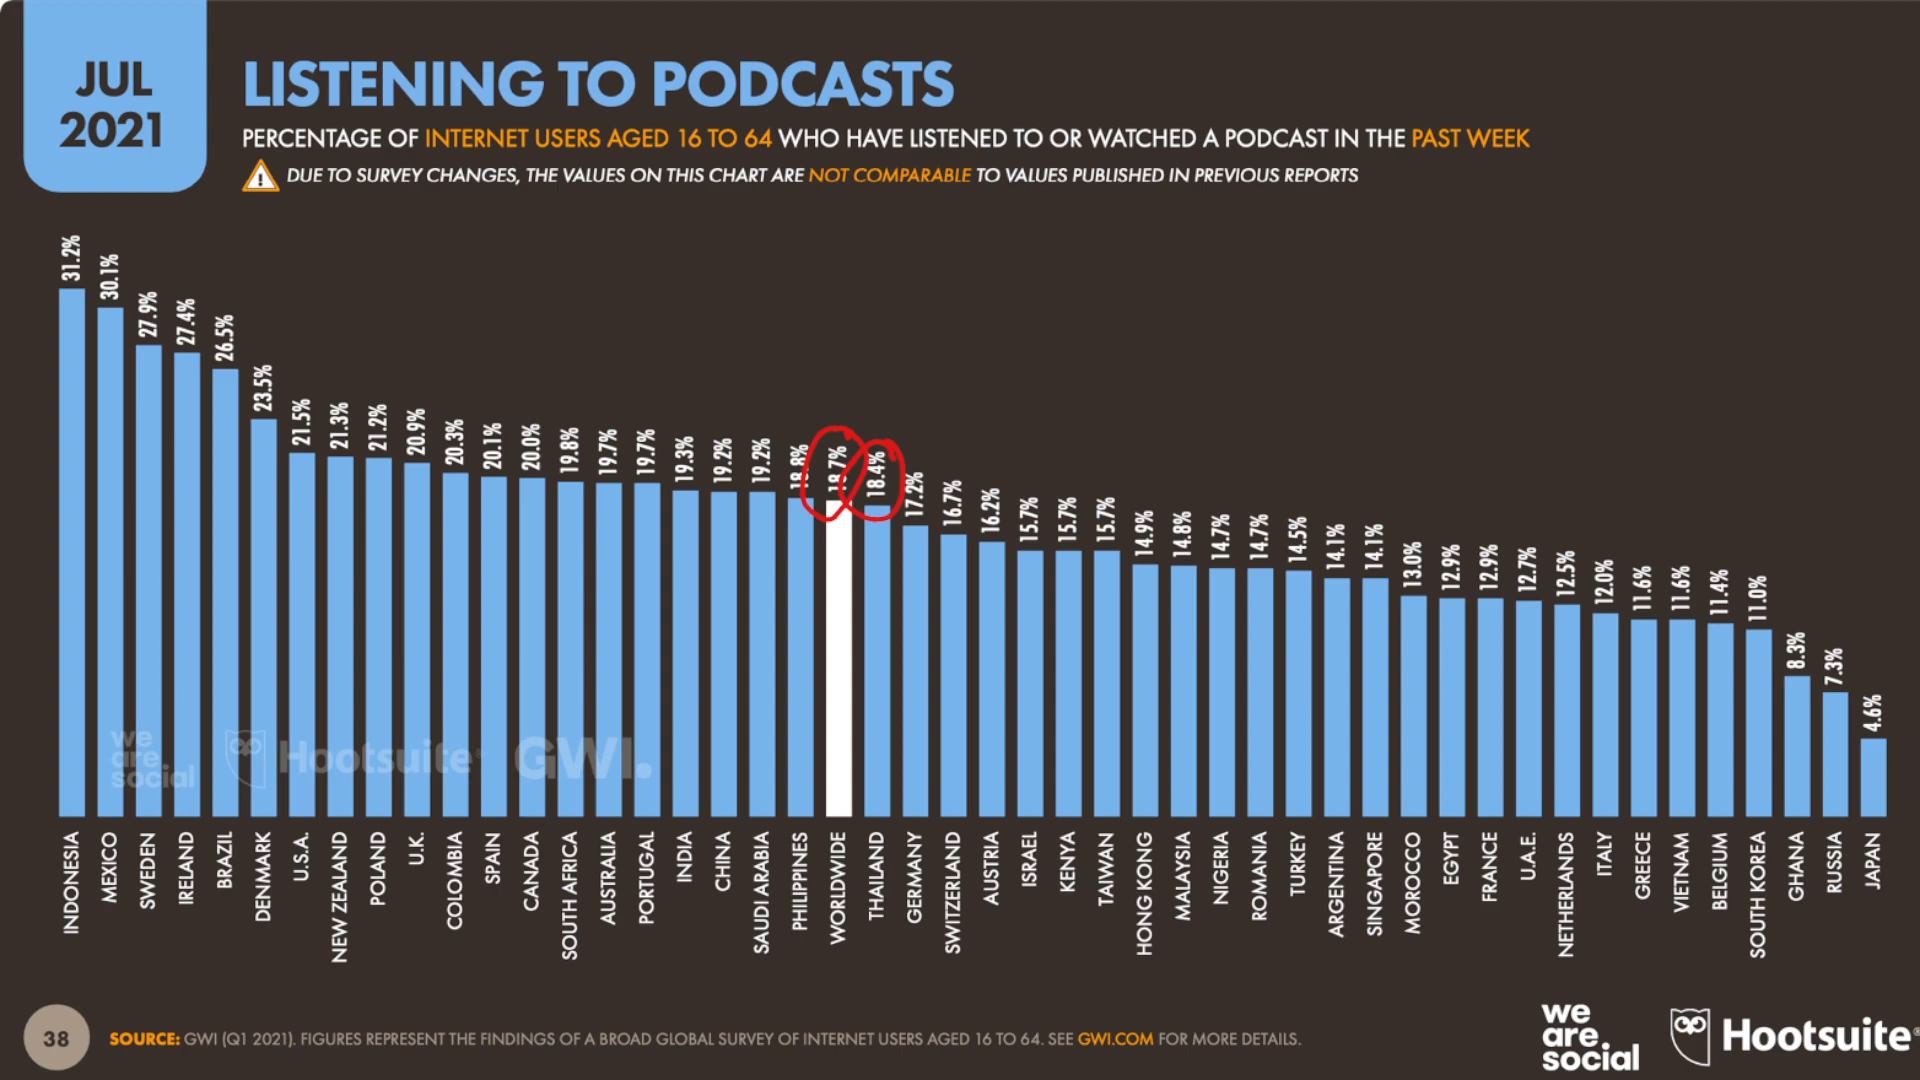 JUL
2021
LISTENING TO PODCASTS
PERCENTAGE OF INTERNET USERS AGED 16 TO 64 WHO HAVE LISTENED TO OR WATCHED A PODCAST IN THE PAST WEEK
DUE TO SURVEY CHANGES, THE VALUES ON THIS CHART ARE NOT COMPARABLE TO VALUES PUBLISHED IN PREVIOUS REPORTS
31.2%
30.1%
27.9%
27.4%
26.5%
23.5%
21.5%
21.3%
21.2%
20.9%
20.3%
20.1%
20.0%
19.8%
19.7%
19.7%
19.3%
19.2%
19.2%
18.8%
18.7%
18.4%
17.2%
16.7%
16.2%
15.7%
15.7%
15.7%
14.9%
14.8%
14.7%
14.7%
14.5%
14.1%
14.1%
13.0%
12.9%
12.9%
12.7%
12.5%
12.0%
11.6%
11.6%
11.4%
11.0%
8.3%
7.3%
4.6%
we
are
social
Hootsuite
GWI.
INDONESIA
MEXICO
SWEDEN
IRELAND
BRAZIL
DENMARK
U.S.A.
NEW ZEALAND
POLAND
U.K.
COLOMBIA
SPAIN
CANADA
SOUTH AFRICA
AUSTRALIA
PORTUGAL
INDIA
CHINA
SAUDI ARABIA
PHILIPPINES
WORLDWIDE
THAILAND
GERMANY
SWITZERLAND
AUSTRIA
ISRAEL
KENYA
TAIWAN
HONG KONG
MALAYSIA
NIGERIA
ROMANIA
TURKEY
ARGENTINA
SINGAPORE
MOROCCO
EGYPT
FRANCE
U.A.E.
NETHERLANDS
ITALY
GREECE
VIETNAM
BELGIUM
SOUTH KOREA
GHANA
RUSSIA
JAPAN
38
SOURCE: GWI (Q1 2021). FIGURES REPRESENT THE FINDINGS OF A BROAD GLOBAL SURVEY OF INTERNET USERS AGED 16 TO 64. SEE GWI.COM FOR MORE DETAILS.
we
are
social
Hootsuite®